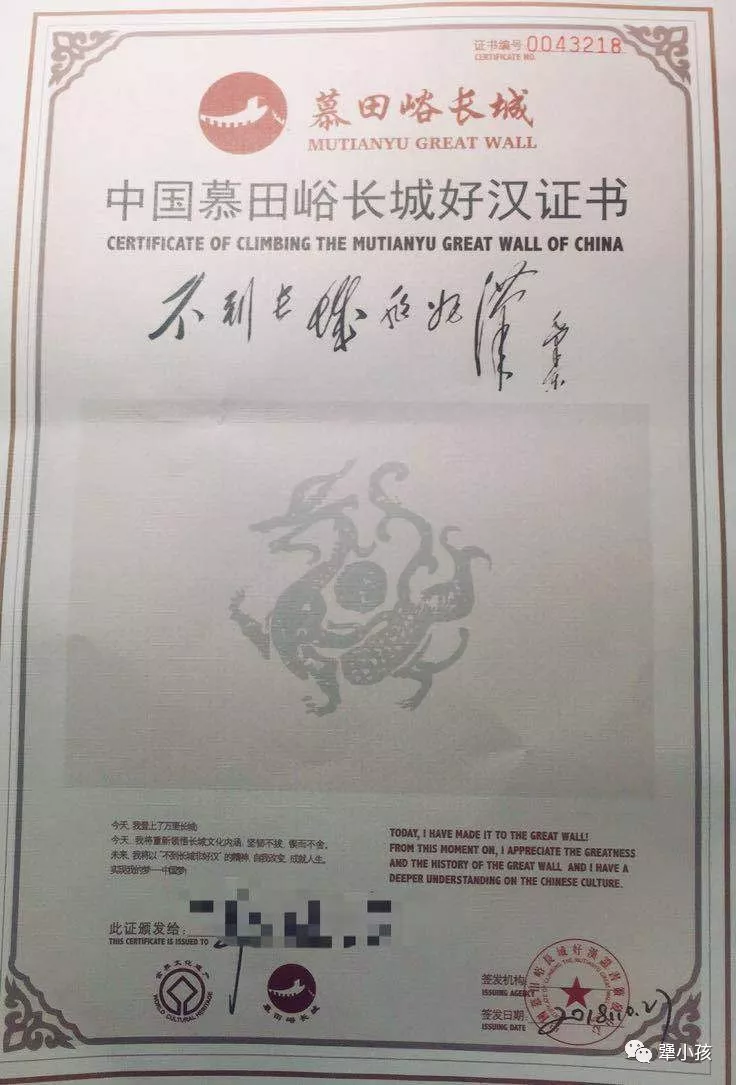 证书编号 0043218
CERTIFICATE NO.
慕田峪长城
MUTIANYU GREAT WALL
中国慕田峪长城好汉证书
CERTIFICATE OF CLIMBING THE MUTIANYU GREAT WALL OF CHINA
不到长城非好汉
今天, 我登上了万里长城!
今天, 我将重新领悟长城文化内涵, 坚韧不拔, 锲而不舍。
未来, 我将以“不到长城非好汉”的精神, 自我改变, 成就人生。
实现我的梦一中国梦!
TODAY, I HAVE MADE IT TO THE GREAT WALL!
FROM THIS MOMENT ON, I APPRECIATE THE GREATNESS
AND THE HISTORY OF THE GREAT WALL AND I HAVE A
DEEPER UNDERSTANDING ON THE CHINESE CULTURE.
此证颁发给:
THIS CERTIFICATE IS ISSUED TO
世界文化遗产
WORLD CULTURAL HERITAGE
慕田峪长城
签发机构:
ISSUING AGENCY
签发日期:
ISSUING DATE
2018.10.27
犟小孩